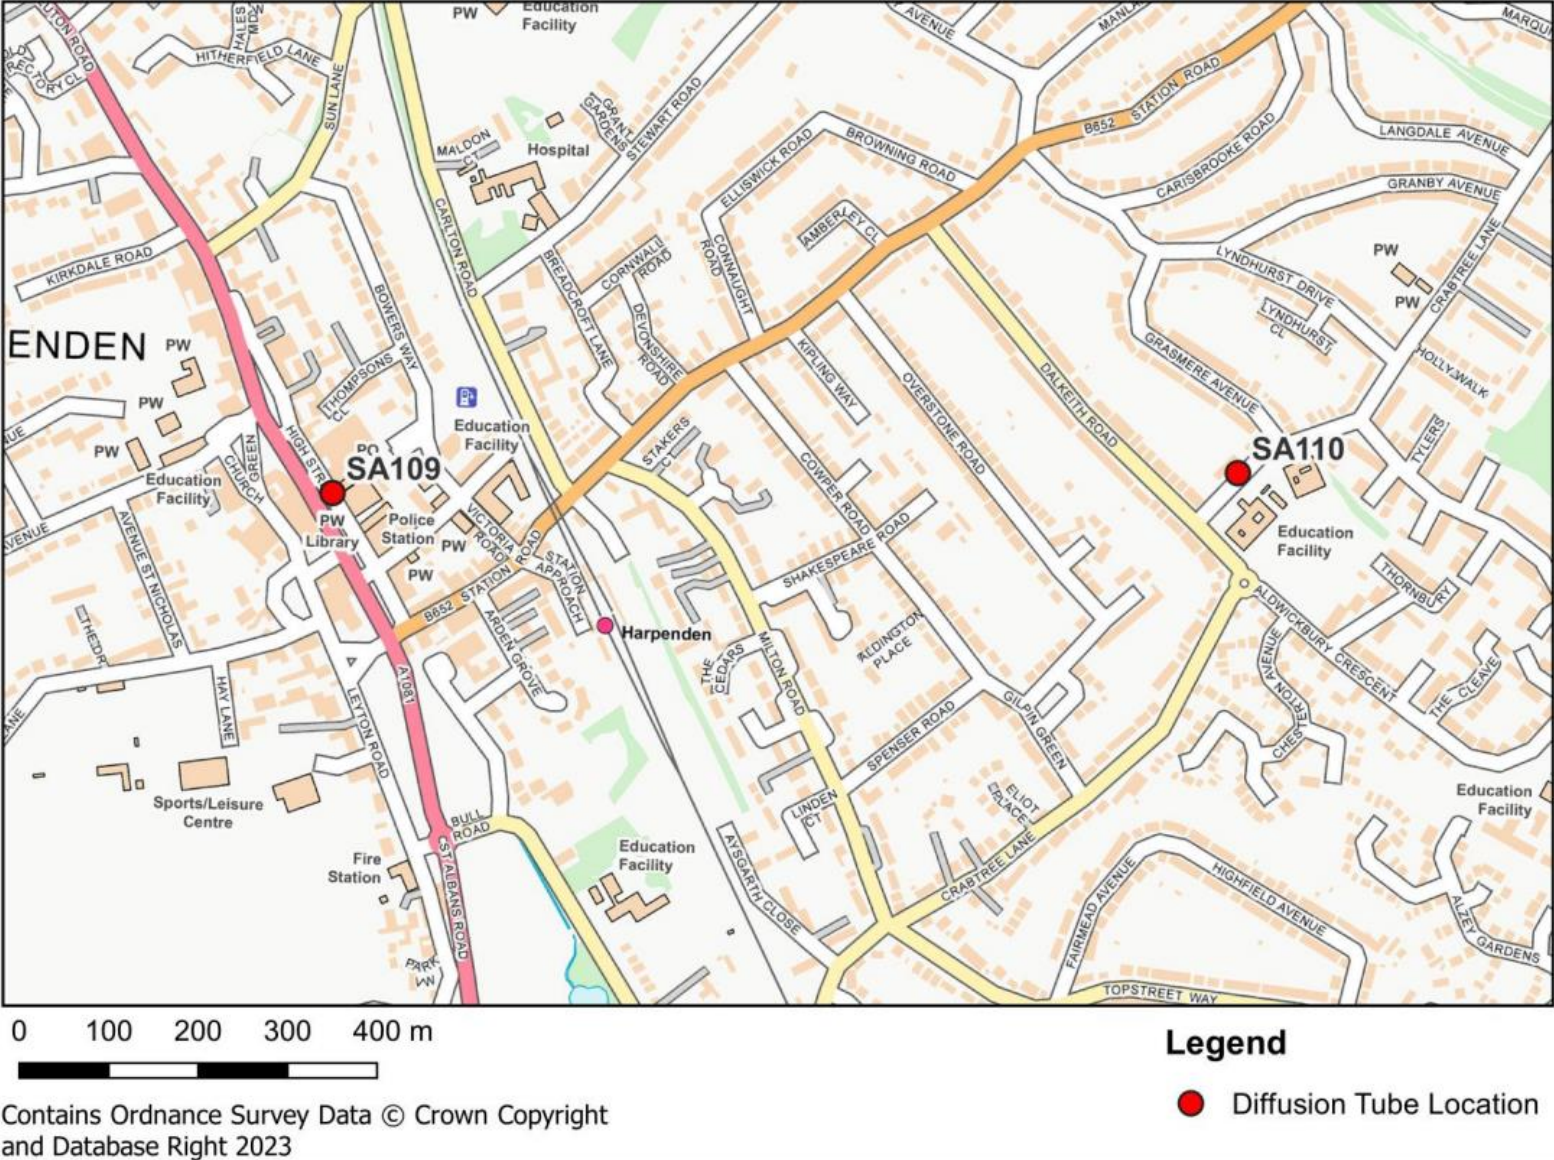 LUTON ROAD
HALES
MDW
HITHERFIELD LANE
RECTORY CL
SUN LANE
PW
Education
Facility
AVENUE
STATION ROAD
B652
LANGDALE AVENUE
MALDON
CT
GRANT
GARDENS
Hospital
STEWART ROAD
ELLISWICK ROAD
BROWNING ROAD
CARISBROOKE ROAD
GRANBY AVENUE
CARLTON ROAD
KIRKDALE ROAD
BREADCROFT LANE
CORNWALL
ROAD
CONNAUGHT
ROAD
AMBERLEY CL
LYNDHURST DRIVE
PW
PW
CRABTREE LANE
LYNDHURST
CL
ENDEN
PW
BOWERS WAY
THOMPSONS
CL
DEVONSHIRE
ROAD
KIPLING WAY
OVERSTONE ROAD
DALKEITH ROAD
GRASMERE AVENUE
HOLLY WALK
PW
PW
NUE
HIGH STR
GREEN
CHURCH
Education
Facility
PO
SA109
Education
Facility
STAKERS
CT
COWPER ROAD
SA110
TYLERS
AVENUE
AVENUE ST NICHOLAS
PW
Library
Police
Station
PW
PW
VICTORIA
ROAD
B652 STATION ROAD
STATION
APPROACH
SHAKESPEARE ROAD
Education
Facility
THORNBURY
Harpenden
ARDEN GROVE
ALDINGTON
PLACE
THE
CEDARS
MILTON ROAD
ALDWICKBURY CRESCENT
THE CLEAVE
CHESTERTON AVENUE
LANE
HAY LANE
A1081
LEYTON ROAD
SPENSER ROAD
GILPIN GREEN
ELIOT
PLACE
LINDEN
CT
Sports/Leisure
Centre
BULL
ROAD
Fire
Station
ST ALBANS ROAD
Education
Facility
AYSGARTH CLOSE
CRABTREE LANE
FAIRMEAD AVENUE
HIGHFIELD AVENUE
Education
Facility
ALZEY GARDENS
PARK
TOPSTREET WAY
0 100 200 300 400 m
Legend
Diffusion Tube Location
Contains Ordnance Survey Data © Crown Copyright
and Database Right 2023